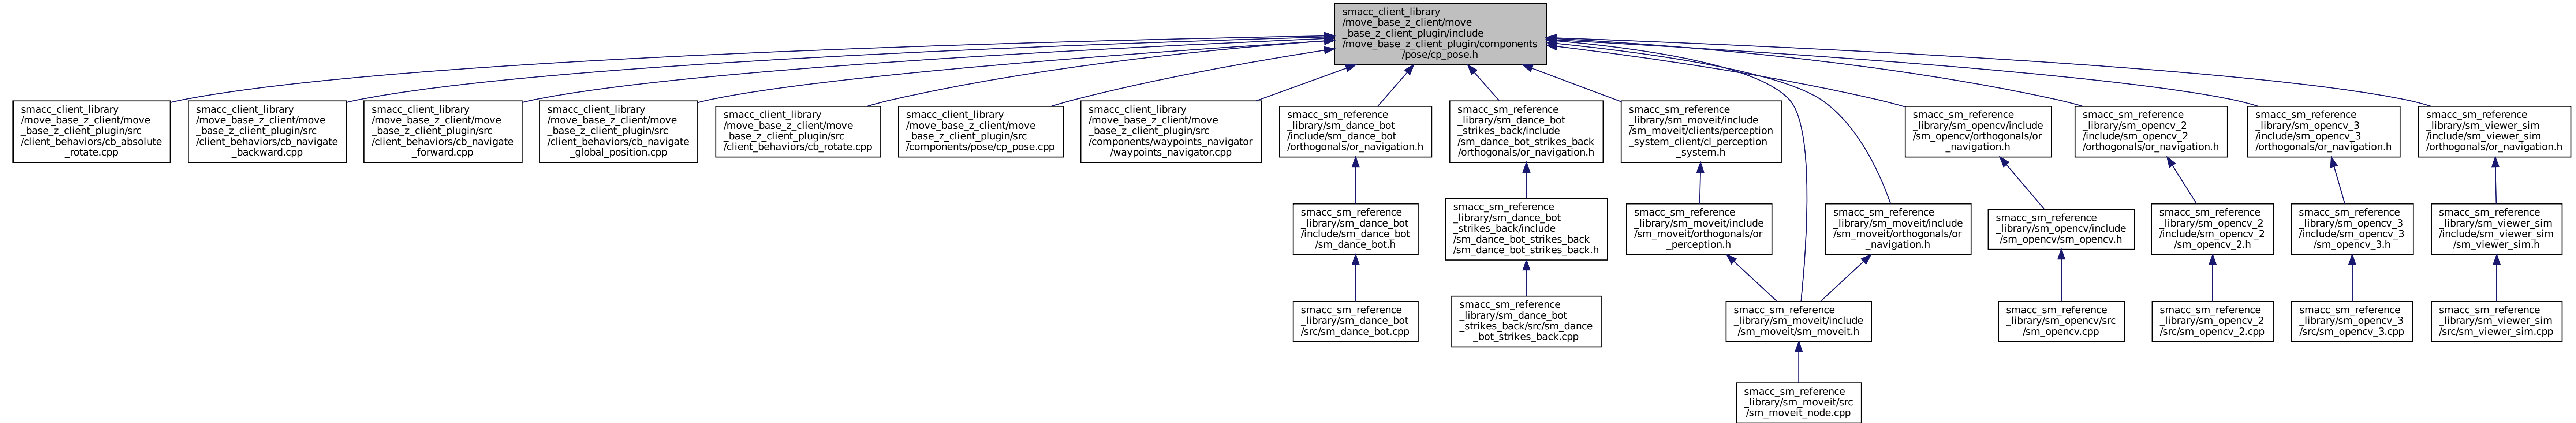 smacc_client_library
/move_base_z_client/move
_base_z_client_plugin/include
/move_base_z_client_plugin/components
/pose/cp_pose.h
smacc_client_library
/move_base_z_client/move
_base_z_client_plugin/src
/client_behaviors/cb_absolute
_rotate.cpp
smacc_client_library
/move_base_z_client/move
_base_z_client_plugin/src
/client_behaviors/cb_navigate
_backward.cpp
smacc_client_library
/move_base_z_client/move
_base_z_client_plugin/src
/client_behaviors/cb_navigate
_forward.cpp
smacc_client_library
/move_base_z_client/move
_base_z_client_plugin/src
/client_behaviors/cb_navigate
_global_position.cpp
smacc_client_library
/move_base_z_client/move
_base_z_client_plugin/src
/client_behaviors/cb_rotate.cpp
smacc_client_library
/move_base_z_client/move
_base_z_client_plugin/src
/components/pose/cp_pose.cpp
smacc_client_library
/move_base_z_client/move
_base_z_client_plugin/src
/components/waypoints_navigator
/waypoints_navigator.cpp
smacc_sm_reference
_library/sm_dance_bot
/include/sm_dance_bot
/orthogonals/or_navigation.h
smacc_sm_reference
_library/sm_dance_bot
_strikes_back/include
/sm_dance_bot_strikes_back
/orthogonals/or_navigation.h
smacc_sm_reference
_library/sm_moveit/include
/sm_moveit/clients/perception
_system_client/cl_perception
_system.h
smacc_sm_reference
_library/sm_opencv/include
/sm_opencv/orthogonals/or
_navigation.h
smacc_sm_reference
_library/sm_opencv_2
/include/sm_opencv_2
/orthogonals/or_navigation.h
smacc_sm_reference
_library/sm_opencv_3
/include/sm_opencv_3
/orthogonals/or_navigation.h
smacc_sm_reference
_library/sm_viewer_sim
/include/sm_viewer_sim
/orthogonals/or_navigation.h
smacc_sm_reference
_library/sm_dance_bot
/include/sm_dance_bot
/sm_dance_bot.h
smacc_sm_reference
_library/sm_dance_bot
_strikes_back/include
/sm_dance_bot_strikes_back
/sm_dance_bot_strikes_back.h
smacc_sm_reference
_library/sm_moveit/include
/sm_moveit/orthogonals/or
_perception.h
smacc_sm_reference
_library/sm_moveit/include
/sm_moveit/orthogonals/or
_navigation.h
smacc_sm_reference
_library/sm_opencv/include
/sm_opencv/sm_opencv.h
smacc_sm_reference
_library/sm_opencv_2
/include/sm_opencv_2
/sm_opencv_2.h
smacc_sm_reference
_library/sm_opencv_3
/include/sm_opencv_3
/sm_opencv_3.h
smacc_sm_reference
_library/sm_viewer_sim
/include/sm_viewer_sim
/sm_viewer_sim.h
smacc_sm_reference
_library/sm_dance_bot
/src/sm_dance_bot.cpp
smacc_sm_reference
_library/sm_dance_bot
_strikes_back/src/sm_dance
_bot_strikes_back.cpp
smacc_sm_reference
_library/sm_moveit/include
/sm_moveit/sm_moveit.h
smacc_sm_reference
_library/sm_opencv/src
/sm_opencv.cpp
smacc_sm_reference
_library/sm_opencv_2
/src/sm_opencv_2.cpp
smacc_sm_reference
_library/sm_opencv_3
/src/sm_opencv_3.cpp
smacc_sm_reference
_library/sm_viewer_sim
/src/sm_viewer_sim.cpp
smacc_sm_reference
_library/sm_moveit/src
/sm_moveit_node.cpp